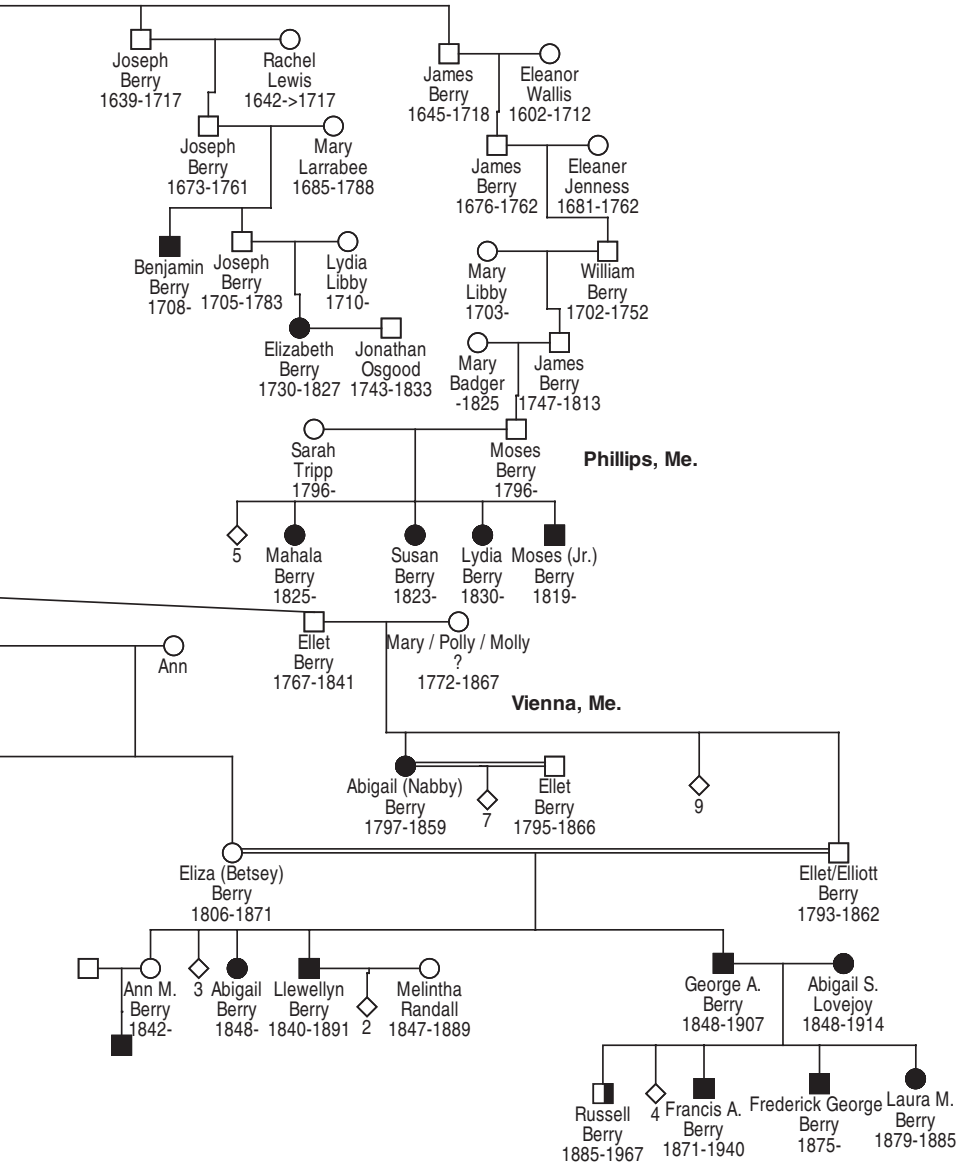 Joseph
Berry
1639-1717
Rachel
Lewis
1642->1717
James
Berry
1645-1718
Eleanor
Wallis
1602-1712
Joseph
Berry
1673-1761
Mary
Larrabee
1685-1788
James
Berry
1676-1762
Eleaner
Jenness
1681-1762
Benjamin
Berry
1708-
Joseph
Berry
1705-1783
Lydia
Libby
1710-
Mary
Libby
1703-
William
Berry
1702-1752
Elizabeth
Berry
1730-1827
Jonathan
Osgood
1743-1833
Mary
Badger
-1825
James
Berry
1747-1813
Sarah
Tripp
1796-
Moses
Berry
1796-
Phillips, Me.
5
Mahala
Berry
1825-
Susan
Berry
1823-
Lydia
Berry
1830-
Moses (Jr.)
Berry
1819-
Ellet
Berry
1767-1841
Mary / Polly / Molly
?
1772-1867
Ann
Vienna, Me.
Abigail (Nabby)
Berry
1797-1859
7
Ellet
Berry
1795-1866
9
Eliza (Betsey)
Berry
1806-1871
Ellet/Elliott
Berry
1793-1862
Ann M.
Berry
1842-
3
Abigail
Berry
1848-
Llewellyn
Berry
1840-1891
2
Melintha
Randall
1847-1889
George A.
Berry
1848-1907
Abigail S.
Lovejoy
1848-1914
Russell
Berry
1885-1967
4
Francis A.
Berry
1871-1940
Frederick George
Berry
1875-
Laura M.
Berry
1879-1885